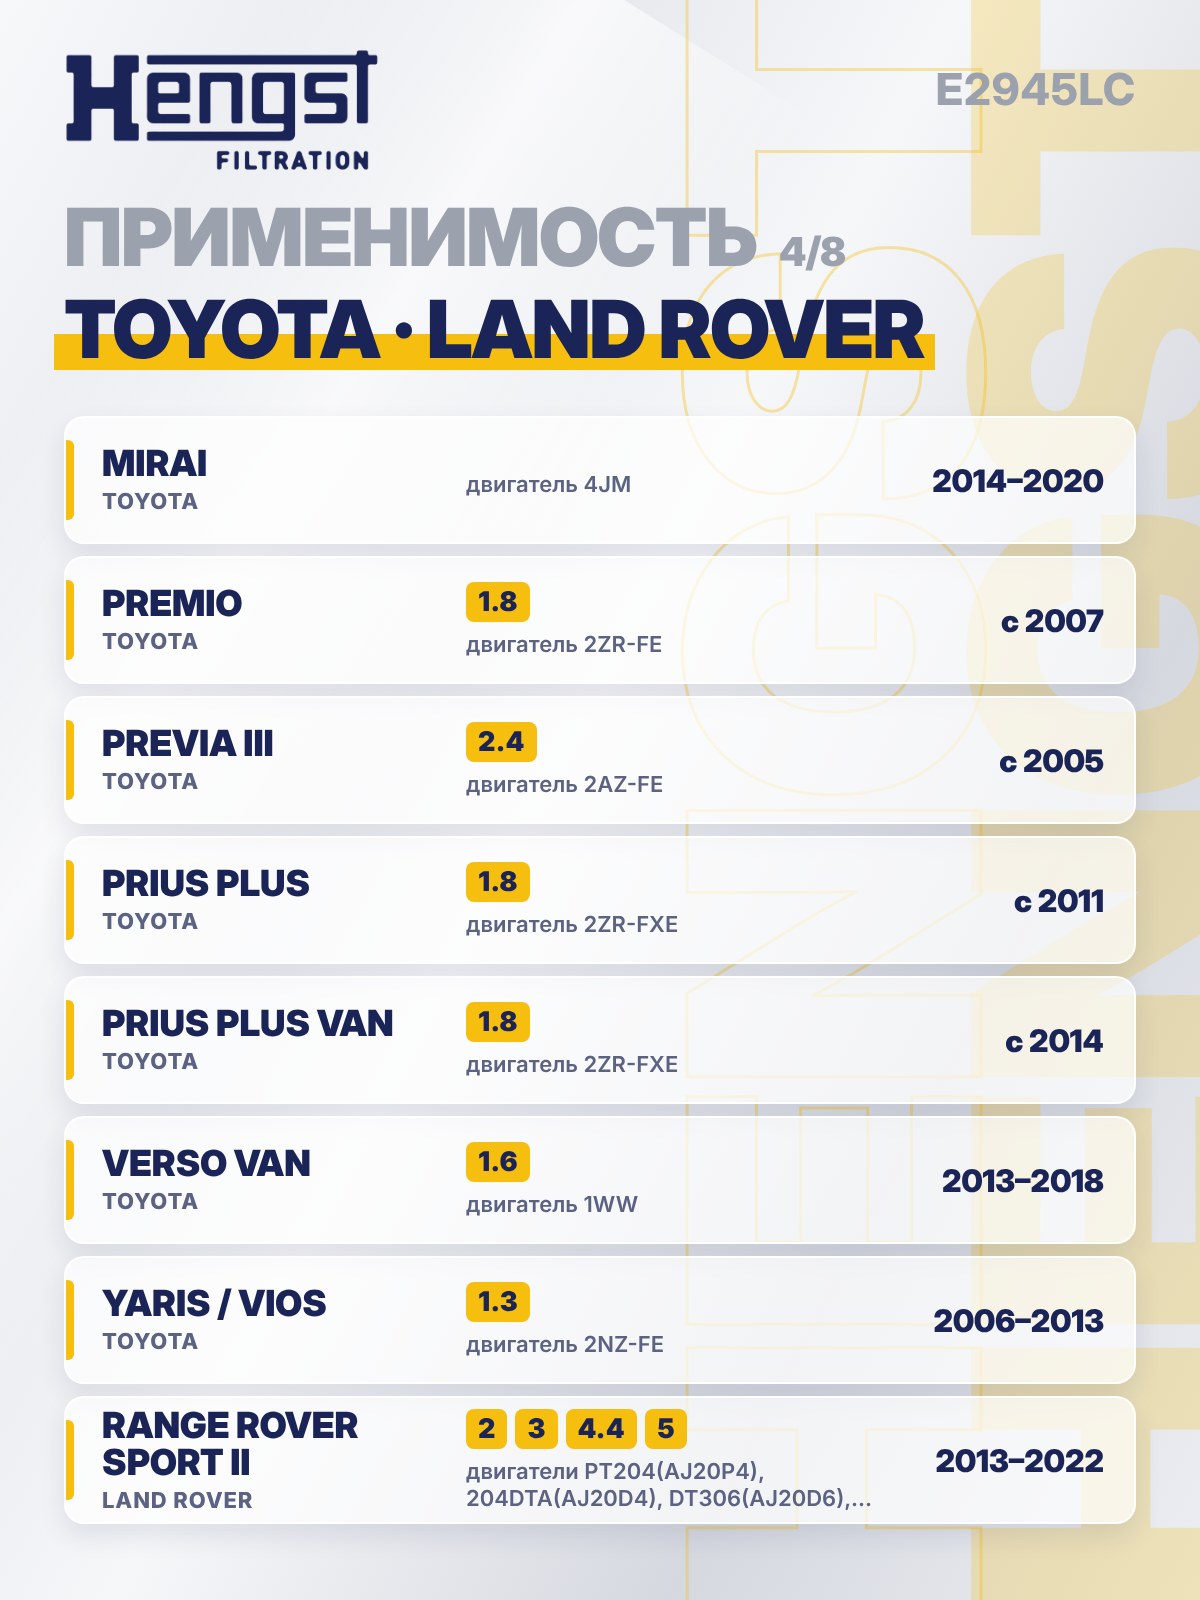 Hengst
FILTRATION
E2945LC
ПРИМЕНИМОСТЬ 4/8
TOYOTA · LAND ROVER
MIRAI
TOYOTA
двигатель 4JM
2014–2020
PREMIO
TOYOTA
1.8
двигатель 2ZR-FE
с 2007
PREVIA III
TOYOTA
2.4
двигатель 2AZ-FE
с 2005
PRIUS PLUS
TOYOTA
1.8
двигатель 2ZR-FXE
с 2011
PRIUS PLUS VAN
TOYOTA
1.8
двигатель 2ZR-FXE
с 2014
VERSO VAN
TOYOTA
1.6
двигатель 1WW
2013–2018
YARIS / VIOS
TOYOTA
1.3
двигатель 2NZ-FE
2006–2013
RANGE ROVER
SPORT II
LAND ROVER
2 3 4.4 5
двигатели PT204(AJ20P4),
204DTA(AJ20D4), DT306(AJ20D6),...
2013–2022
HENGST
HENGST